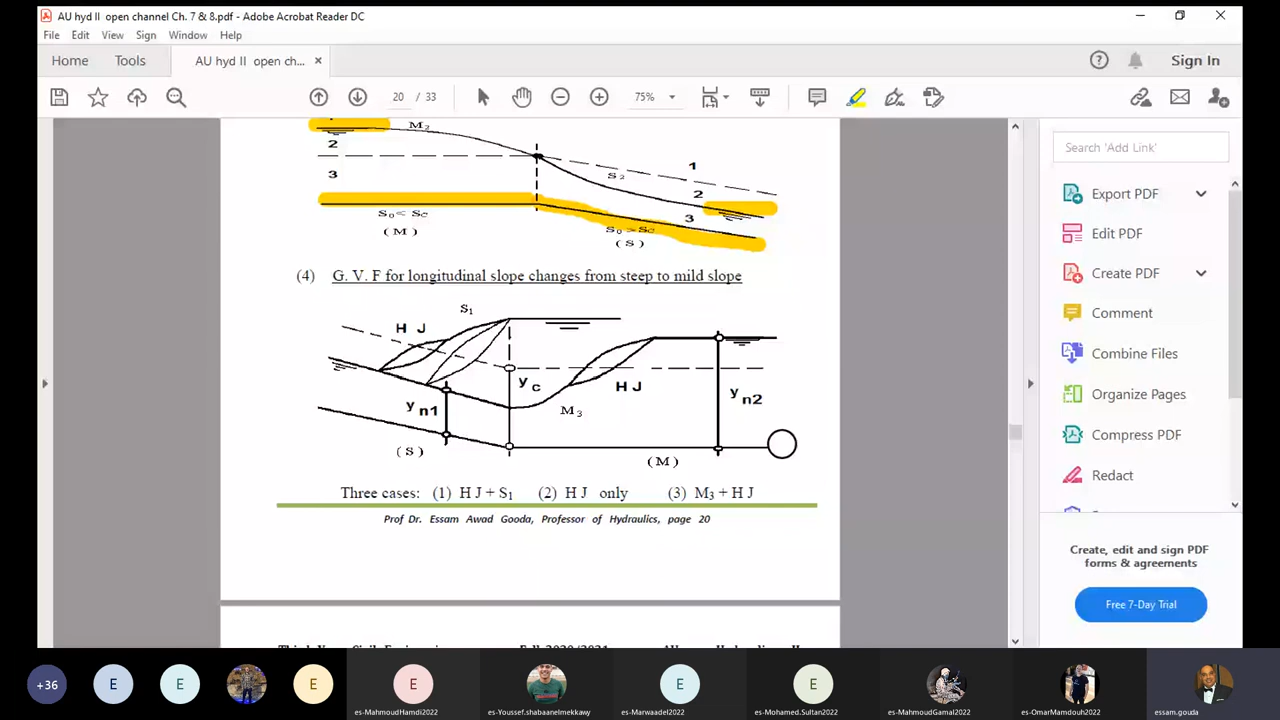 AU hyd II open channel Ch. 7 & 8.pdf - Adobe Acrobat Reader DC
File Edit View Sign Window Help
Home Tools AU hyd II open ch... × Sign In
20 / 33 75%
Search 'Add Link'
Export PDF
Edit PDF
Create PDF
Comment
Combine Files
Organize Pages
Compress PDF
Redact
Create, edit and sign PDF
forms & agreements
Free 7-Day Trial
M2
2
3
1
S2
2
3
S0 < SC
(M)
S0 > SC
(S)
(4) G. V. F for longitudinal slope changes from steep to mild slope
S1
H J
yc
yn1
M3
H J
yn2
(S)
(M)
Three cases: (1) H J + S1 (2) H J only (3) M3 + H J
Prof Dr. Essam Awad Gooda, Professor of Hydraulics, page 20
+36 E E E E E E
es-MahmoudHamdi2022 es-Youssef.shabaanelmekkawy es-Marwaadel2022 es-Mohamed.Sultan2022 es-MahmoudGamal2022 es-OmarMamdouh2022 essam.gouda